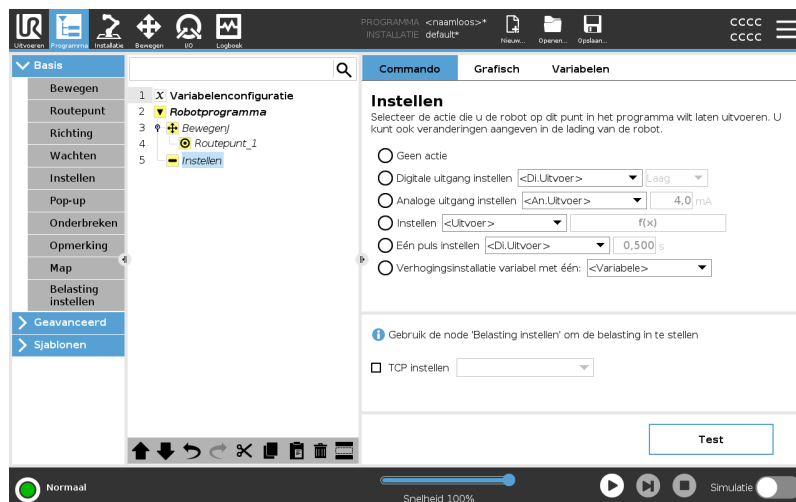 UR
PROGRAMMA <naamloos>*
INSTALLATIE default*
Uitvoeren Programma Installatie Bewegen I/O Logboek
Nieuw... Openen... Opslaan...
CCCC
CCCC
Basis
Bewegen
Routepunt
Richting
Wachten
Instellen
Pop-up
Onderbreken
Opmerking
Map
Belasting
instellen
Geavanceerd
Sjablonen
1 X Variabelenconfiguratie
2 Robotprogramma
3 BewegenJ
4 Routepunt_1
5 Instellen
Commando Grafisch Variabelen
Instellen
Selecteer de actie die u de robot op dit punt in het programma wilt laten uitvoeren. U
kunt ook veranderingen aangeven in de lading van de robot.
Geen actie
Digitale uitgang instellen <Di.Uitvoer> Laag
Analoge uitgang instellen <An.Uitvoer> 4,0 mA
Instellen <Uitvoer> f(x)
Eén puls instellen <Di.Uitvoer> 0,500 s
Verhogingsinstallatie variabel met één: <Variabele>
Gebruik de node 'Belasting instellen' om de belasting in te stellen
TCP instellen
Test
Normaal
Snelheid 100%
Simulatie